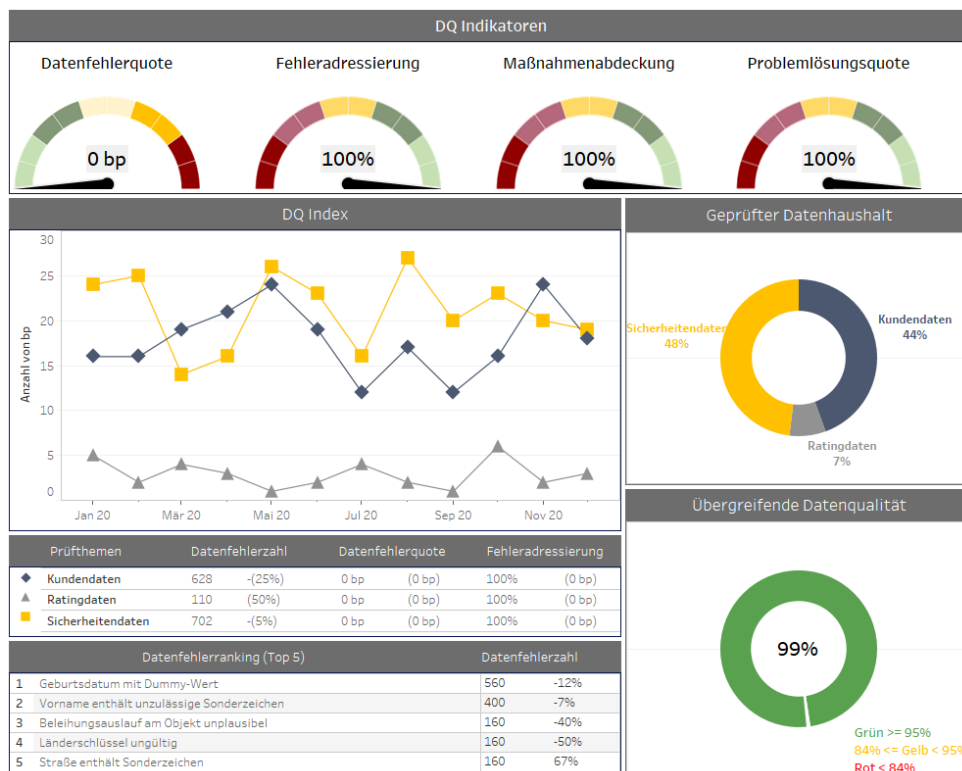 DQ Indikatoren
Datenfehlerquote Fehleradressierung Maßnahmenabdeckung Problemlösungsquote
0 bp 100% 100% 100%
DQ Index
30
25
20
15
10
5
0
Anzahl von bp
Jan 20 Mär 20 Mai 20 Jul 20 Sep 20 Nov 20
Geprüfter Datenhaushalt
Kundendaten
44%
Sicherheitendaten
48%
Ratingdaten
7%
Prüfthemen Datenfehlerzahl Datenfehlerquote Fehleradressierung
Kundendaten 628 -(25%) 0 bp (0 bp) 100% (0 bp)
Ratingdaten 110 (50%) 0 bp (0 bp) 100% (0 bp)
Sicherheitendaten 702 -(5%) 0 bp (0 bp) 100% (0 bp)
Datenfehlerranking (Top 5) Datenfehlerzahl
1 Geburtsdatum mit Dummy-Wert 560 -12%
2 Vorname enthält unzulässige Sonderzeichen 400 -7%
3 Beleihungsauslauf am Objekt unplausibel 160 -40%
4 Länderschlüssel ungültig 160 -50%
5 Straße enthält Sonderzeichen 160 67%
Übergreifende Datenqualität
99%
Grün >= 95%
84% <= Gelb < 95%
Rot < 84%